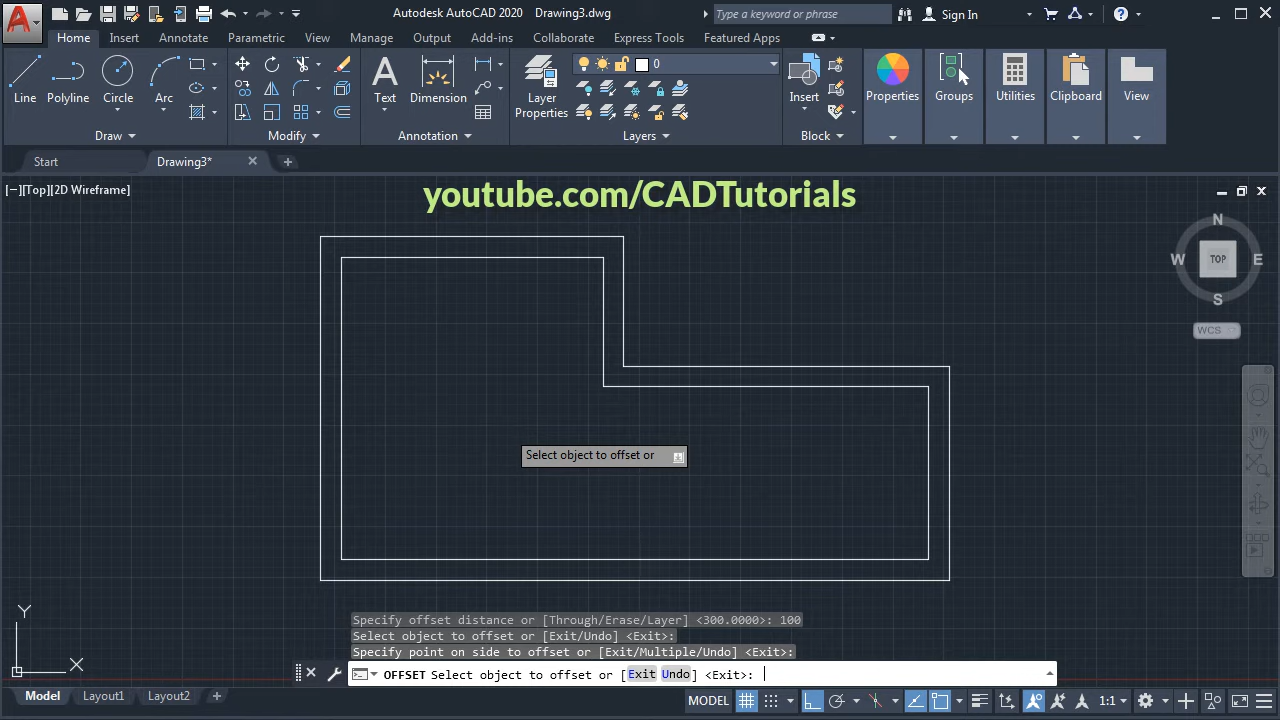 Autodesk AutoCAD 2020 Drawing3.dwg
Type a keyword or phrase
Sign In
Home Insert Annotate Parametric View Manage Output Add-ins Collaborate Express Tools Featured Apps
Line Polyline Circle Arc
Draw
Modify
Text Dimension
Annotation
Layer
Properties
0
Layers
Insert
Block
Properties
Groups
Utilities
Clipboard
View
Start Drawing3*
[−][Top][2D Wireframe]
youtube.com/CADTutorials
N
W TOP E
S
WCS
Select object to offset or
Y
X
Specify offset distance or [Through/Erase/Layer] <300.0000>: 100
Select object to offset or [Exit/Undo] <Exit>:
Specify point on side to offset or [Exit/Multiple/Undo] <Exit>:
OFFSET Select object to offset or [Exit Undo] <Exit>:
Model Layout1 Layout2
MODEL 1:1